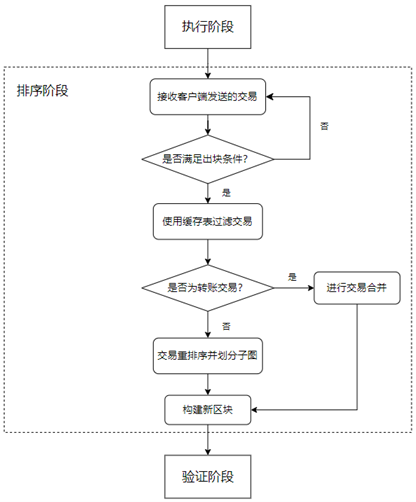 执行阶段
排序阶段
接收客户端发送的交易
否
是否满足出块条件？
是
使用缓存表过滤交易
是否为转账交易？
是
进行交易合并
否
交易量排序并划分子图
构建新区块
验证阶段